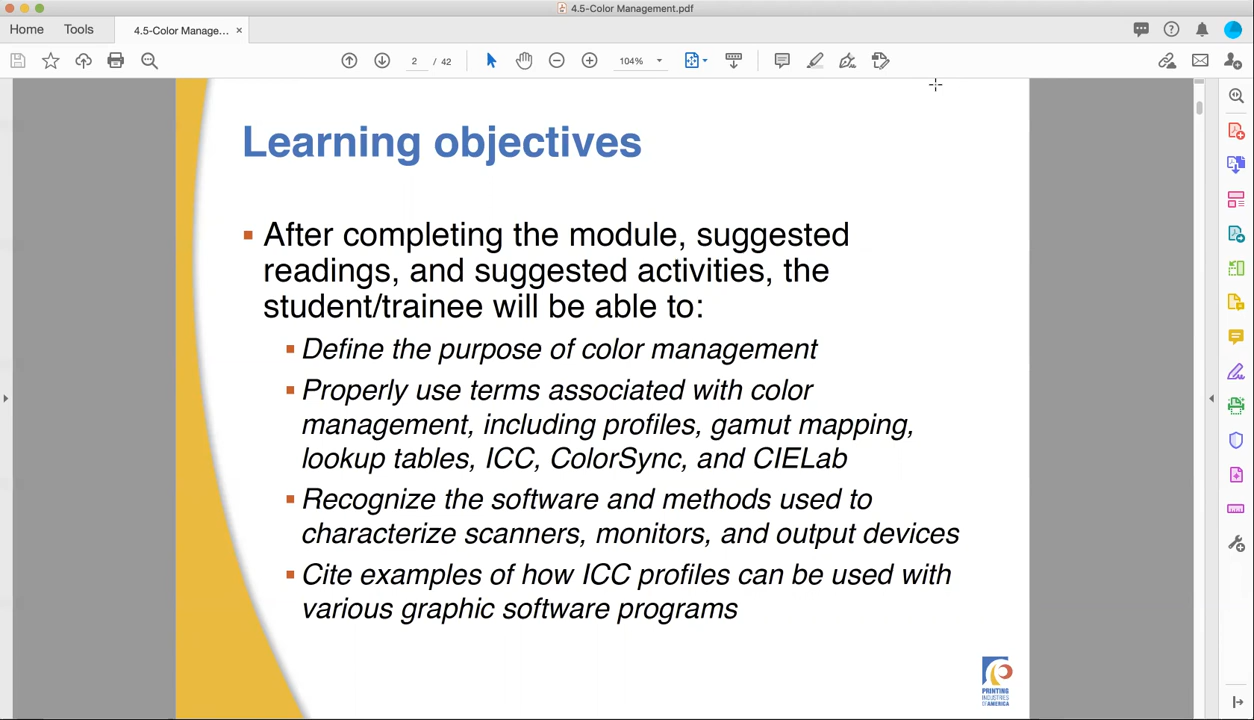 4.5-Color Management.pdf
Home
Tools
4.5-Color Manage...
2 / 42
104%
Learning objectives
After completing the module, suggested
readings, and suggested activities, the
student/trainee will be able to:
Define the purpose of color management
Properly use terms associated with color
management, including profiles, gamut mapping,
lookup tables, ICC, ColorSync, and CIELab
Recognize the software and methods used to
characterize scanners, monitors, and output devices
Cite examples of how ICC profiles can be used with
various graphic software programs
PRINTING
INDUSTRIES
OF AMERICA